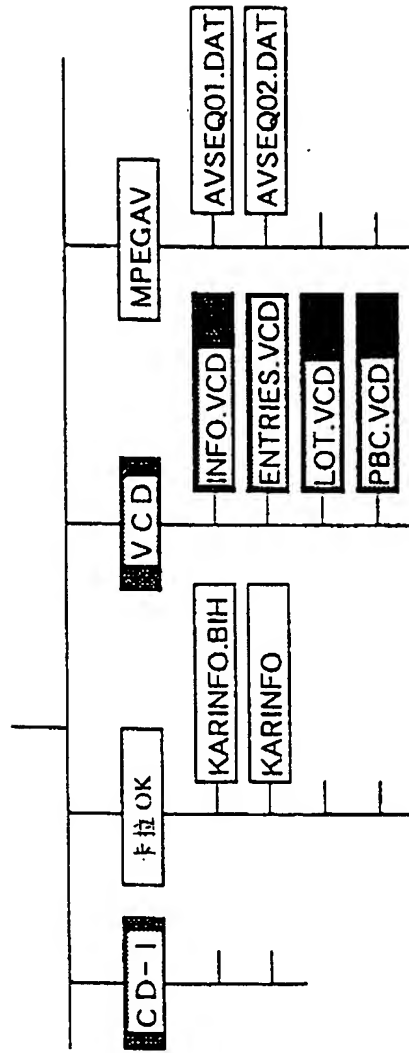 CD-I
卡拉OK
KARINFO.BIH
KARINFO
VCD
INFO.VCD
ENTRIES.VCD
LOT.VCD
PBC.VCD
MPEGAV
AVSEQ01.DAT
AVSEQ02.DAT